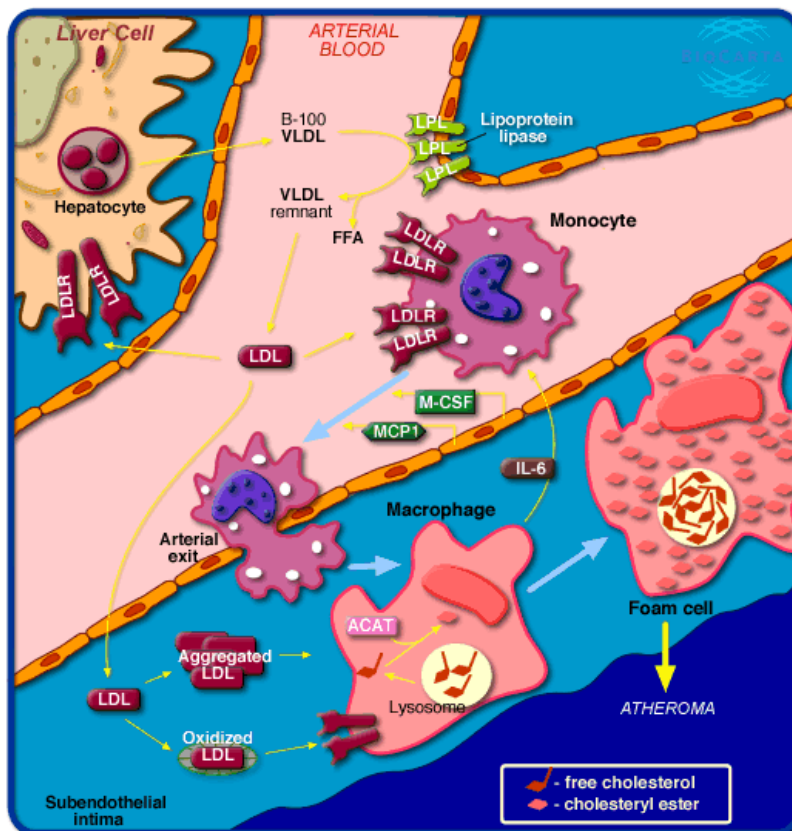 Liver Cell
ARTERIAL
BLOOD
BIOCARTA
B-100
VLDL
LPL
LPL
LPL
Lipoprotein
lipase
Hepatocyte
VLDL
remnant
FFA
Monocyte
LDLR
LDLR
LDLR
LDLR
LDLR
LDLR
LDL
M-CSF
MCP1
IL-6
Macrophage
Arterial
exit
Foam cell
ACAT
Aggregated
LDL
LDL
Lysosome
Oxidized
LDL
ATHEROMA
Subendothelial
intima
- free cholesterol
- cholesteryl ester